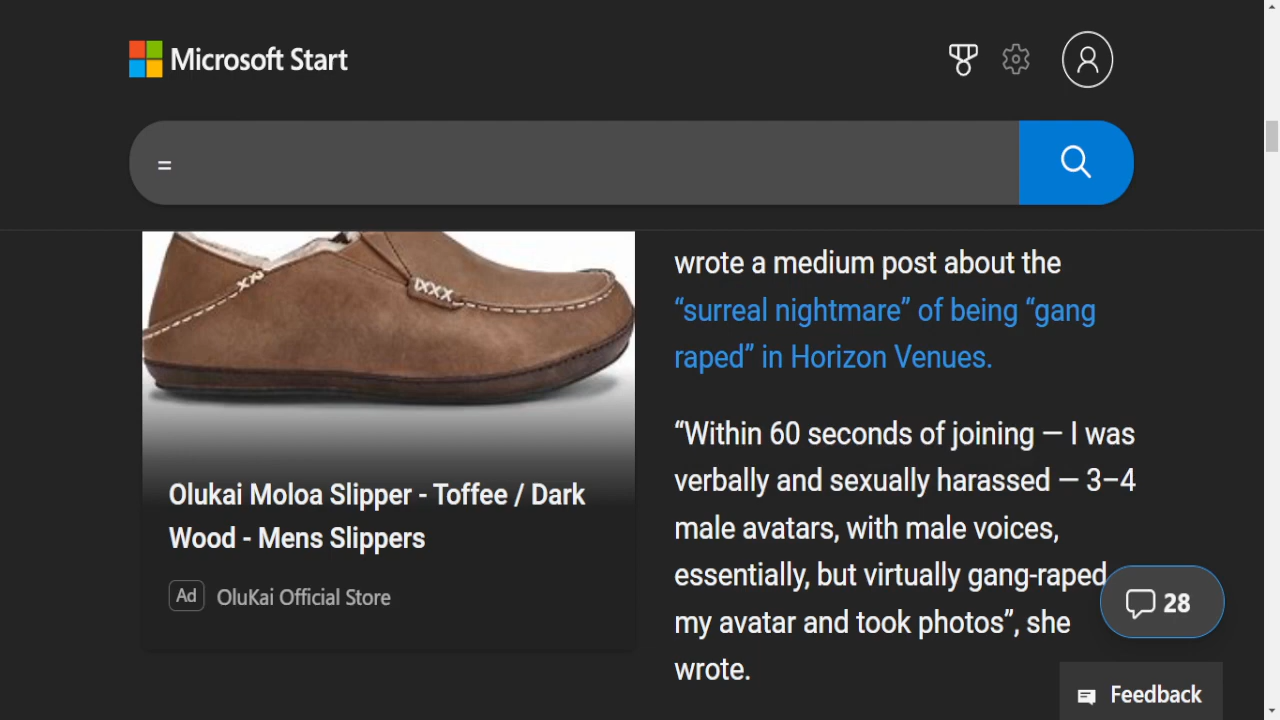 Microsoft Start
=
Olukai Moloa Slipper - Toffee / Dark
Wood - Mens Slippers
Ad OluKai Official Store
wrote a medium post about the
“surreal nightmare” of being “gang
raped” in Horizon Venues.
“Within 60 seconds of joining — I was
verbally and sexually harassed — 3–4
male avatars, with male voices,
essentially, but virtually gang-raped
my avatar and took photos”, she
wrote.
28
Feedback